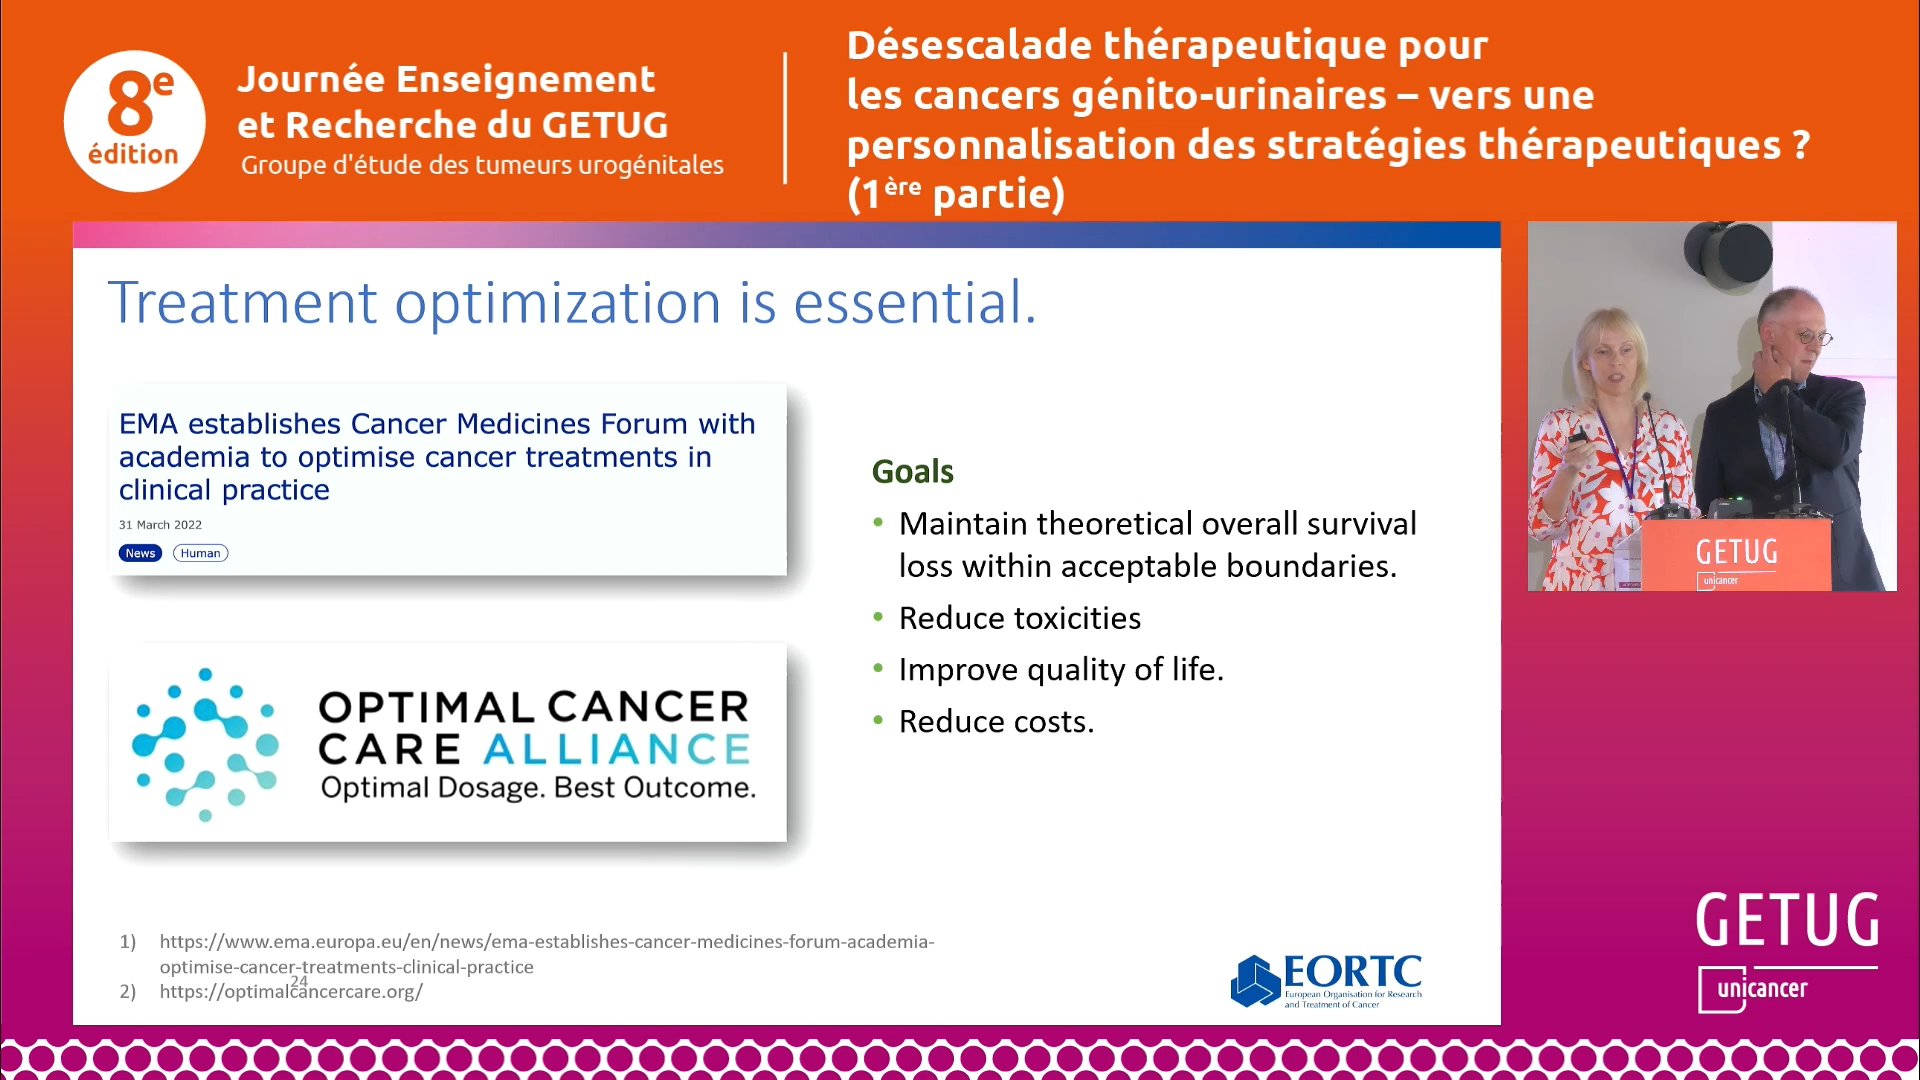 8e
édition
Journée Enseignement
et Recherche du GETUG
Groupe d'étude des tumeurs urogénitales
Désescalade thérapeutique pour
les cancers génito-urinaires – vers une
personnalisation des stratégies thérapeutiques ?
(1ère partie)
Treatment optimization is essential.
EMA establishes Cancer Medicines Forum with
academia to optimise cancer treatments in
clinical practice
31 March 2022
News Human
OPTIMAL CANCER
CARE ALLIANCE
Optimal Dosage. Best Outcome.
Goals
• Maintain theoretical overall survival
loss within acceptable boundaries.
• Reduce toxicities
• Improve quality of life.
• Reduce costs.
1) https://www.ema.europa.eu/en/news/ema-establishes-cancer-medicines-forum-academia-
optimise-cancer-treatments-clinical-practice
24
2) https://optimalcancercare.org/
EORTC
European Organisation for Research
and Treatment of Cancer
GETUG
unicancer
GETUG
unicancer